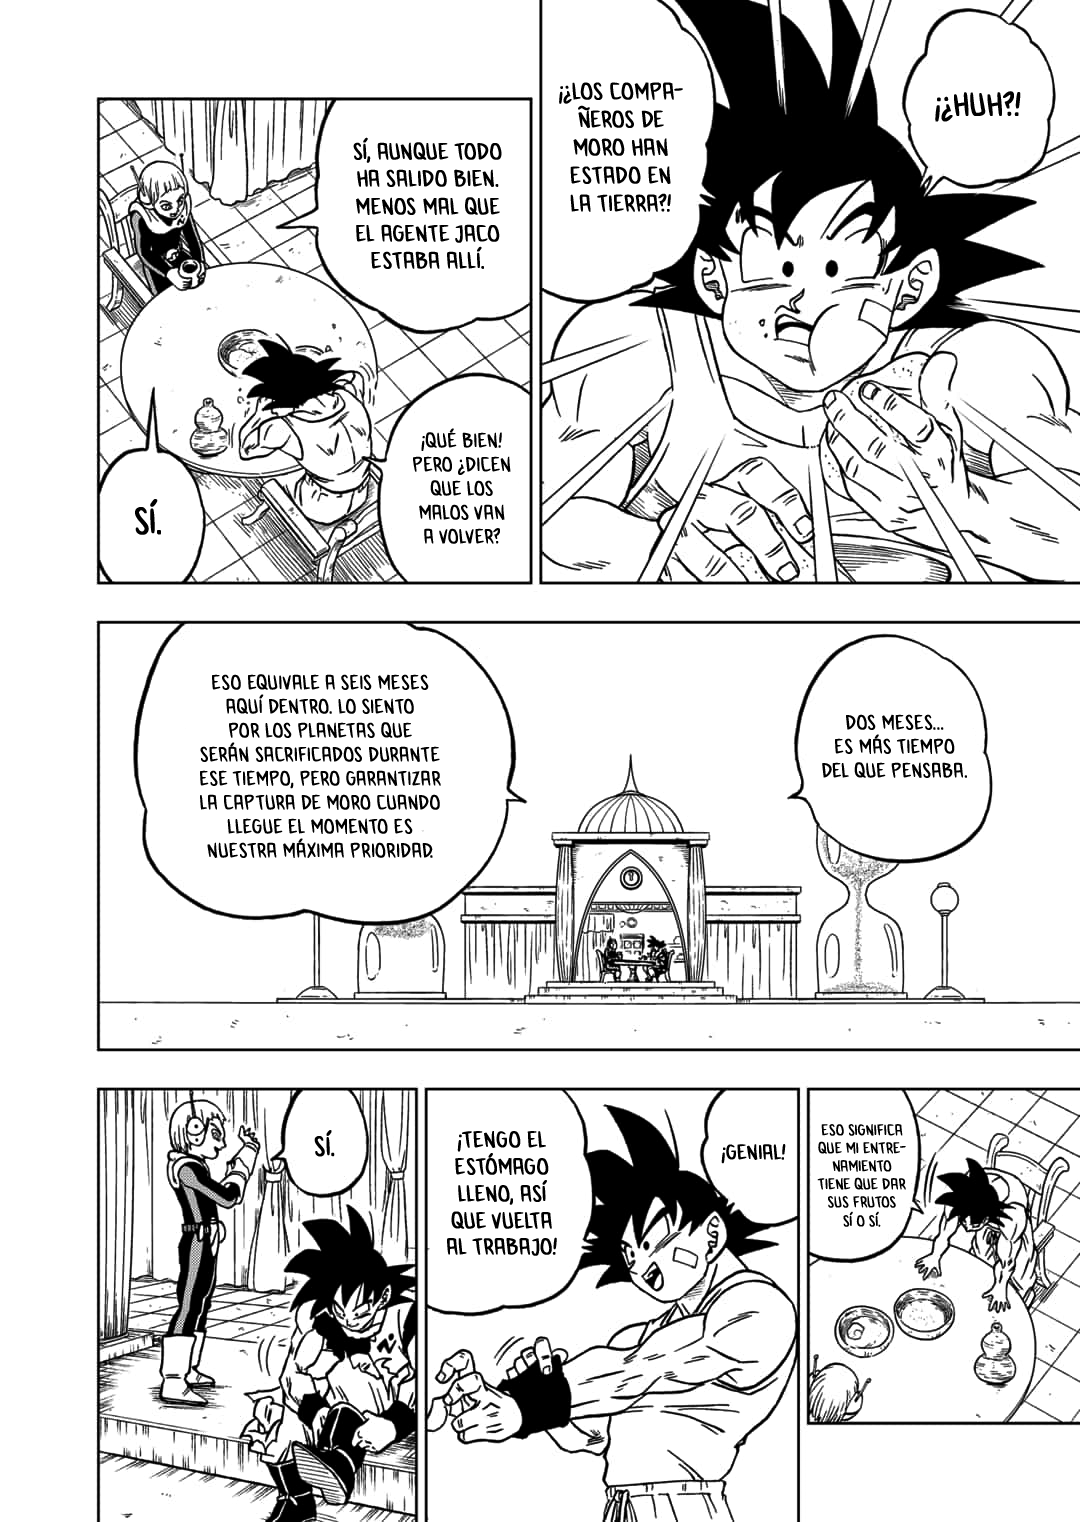 ¡¿HUH?!
¡¿LOS COMPA-
ÑEROS DE
MORO HAN
ESTADO EN
LA TIERRA?!
SÍ, AUNQUE TODO
HA SALIDO BIEN.
MENOS MAL QUE
EL AGENTE JACO
ESTABA ALLÍ.
¡QUÉ BIEN!
PERO ¿DICEN
QUE LOS
MALOS VAN
A VOLVER?
SÍ.
DOS MESES...
ES MÁS TIEMPO
DEL QUE PENSABA.
ESO EQUIVALE A SEIS MESES
AQUÍ DENTRO. LO SIENTO
POR LOS PLANETAS QUE
SERÁN SACRIFICADOS DURANTE
ESE TIEMPO, PERO GARANTIZAR
LA CAPTURA DE MORO CUANDO
LLEGUE EL MOMENTO ES
NUESTRA MÁXIMA PRIORIDAD.
ESO SIGNIFICA
QUE MI ENTRE-
NAMIENTO
TIENE QUE DAR
SUS FRUTOS
SÍ O SÍ.
¡GENIAL!
¡TENGO EL
ESTÓMAGO
LLENO, ASÍ
QUE VUELTA
AL TRABAJO!
SÍ.